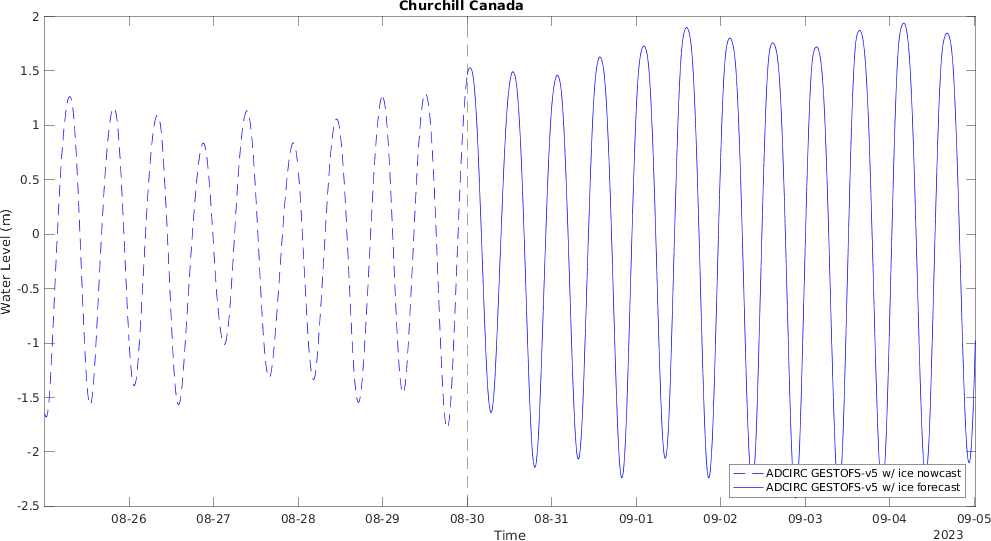 Churchill Canada
2
1.5
1
0.5
0
-0.5
-1
-1.5
-2
-2.5
Water Level (m)
ADCIRC GESTOFS-v5 w/ ice nowcast
ADCIRC GESTOFS-v5 w/ ice forecast
08-26 08-27 08-28 08-29 08-30 08-31 09-01 09-02 09-03 09-04 09-05
Time
2023